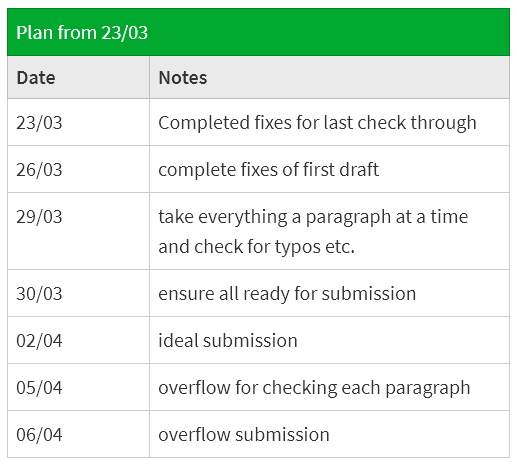 Plan from 23/03
Date Notes
23/03 Completed fixes for last check through
26/03 complete fixes of first draft
29/03 take everything a paragraph at a time
and check for typos etc.
30/03 ensure all ready for submission
02/04 ideal submission
05/04 overflow for checking each paragraph
06/04 overflow submission